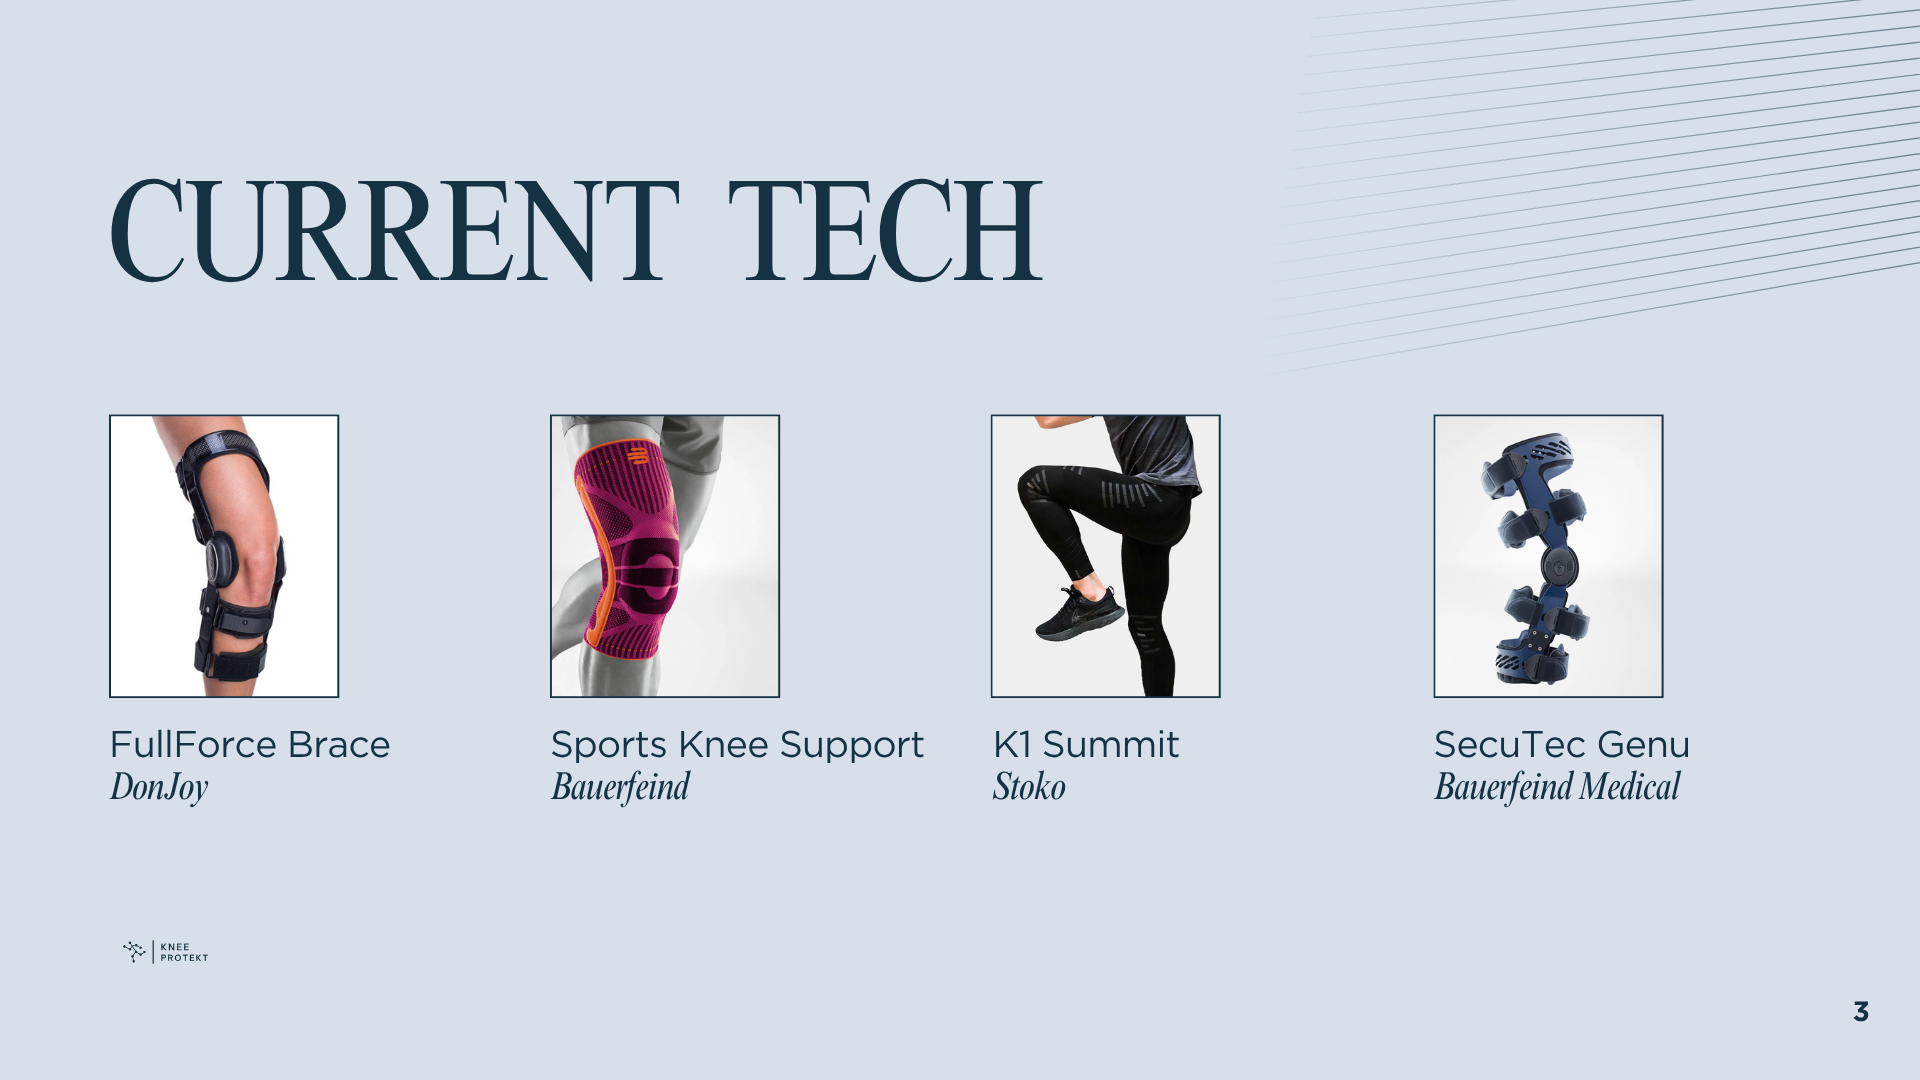 CURRENT TECH
FullForce Brace
DonJoy
Sports Knee Support
Bauerfeind
K1 Summit
Stoko
SecuTec Genu
Bauerfeind Medical
KNEE
PROTEKT
3